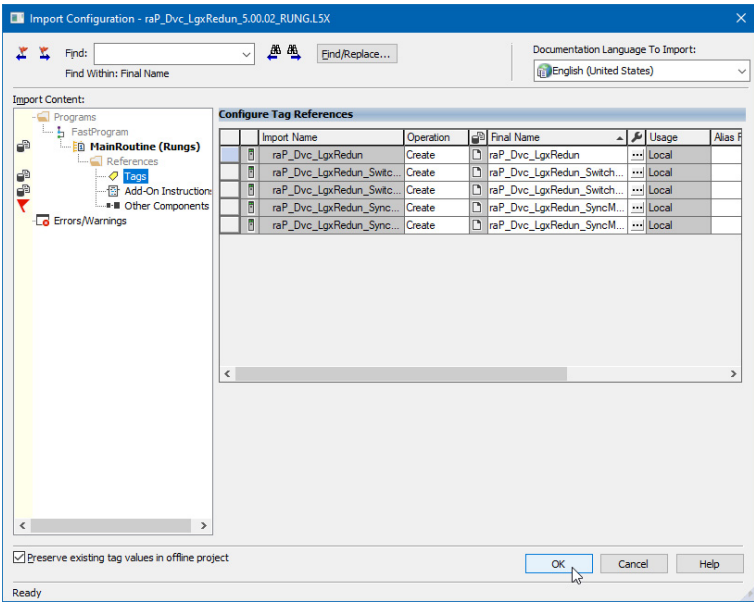 Import Configuration - raP_Dvc_LgxRedun_5.00.02_RUNG.L5X
Find:
Find/Replace...
Find Within: Final Name
Documentation Language To Import:
English (United States)
Import Content:
Programs
FastProgram
MainRoutine (Rungs)
References
Tags
Add-On Instructions
Other Components
Errors/Warnings
Configure Tag References
Import Name Operation Final Name Usage Alias F
raP_Dvc_LgxRedun Create raP_Dvc_LgxRedun ... Local
raP_Dvc_LgxRedun_Switc... Create raP_Dvc_LgxRedun_Switch... ... Local
raP_Dvc_LgxRedun_Switc... Create raP_Dvc_LgxRedun_Switch... ... Local
raP_Dvc_LgxRedun_Sync... Create raP_Dvc_LgxRedun_SyncM... ... Local
raP_Dvc_LgxRedun_Sync... Create raP_Dvc_LgxRedun_SyncM... ... Local
Preserve existing tag values in offline project
OK Cancel Help
Ready